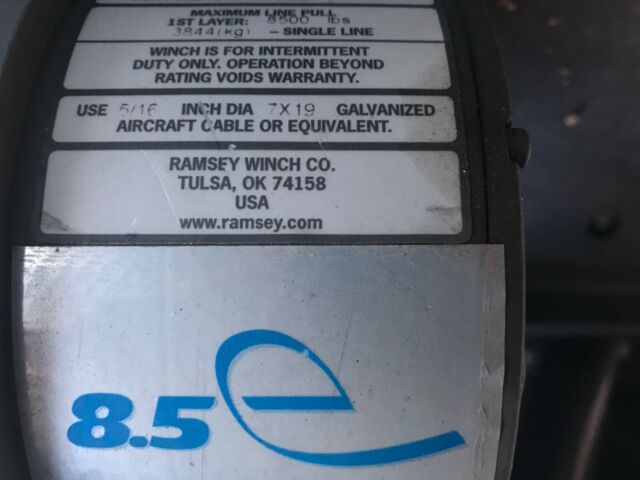 MAXIMUM LINE PULL
1ST LAYER: 8500 lbs
3844(kg) – SINGLE LINE
WINCH IS FOR INTERMITTENT
DUTY ONLY. OPERATION BEYOND
RATING VOIDS WARRANTY.
USE 5/16 INCH DIA 7X19 GALVANIZED
AIRCRAFT CABLE OR EQUIVALENT.
RAMSEY WINCH CO.
TULSA, OK 74158
USA
www.ramsey.com
8.5 e